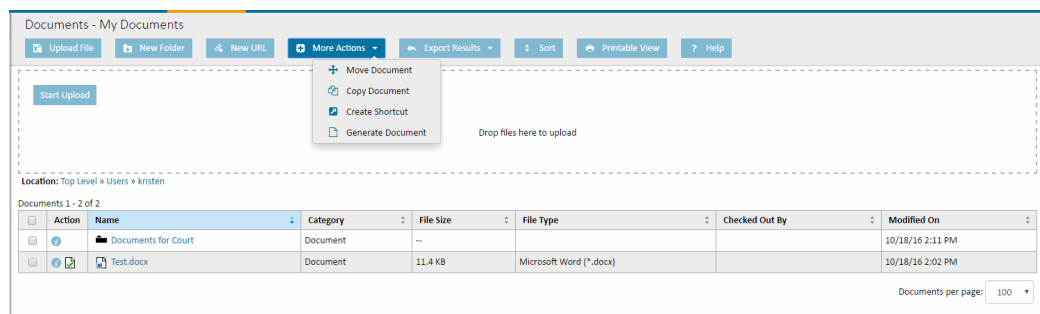 Documents - My Documents
Upload File New Folder New URL More Actions Export Results Sort Printable View ? Help
Move Document
Start Upload Copy Document
Create Shortcut
Generate Document Drop files here to upload
Location: Top Level » Users » kristen
Documents 1 - 2 of 2
Action Name Category File Size File Type Checked Out By Modified On
Documents for Court Document -- 10/18/16 2:11 PM
Test.docx Document 11.4 KB Microsoft Word (*.docx) 10/18/16 2:02 PM
Documents per page: 100